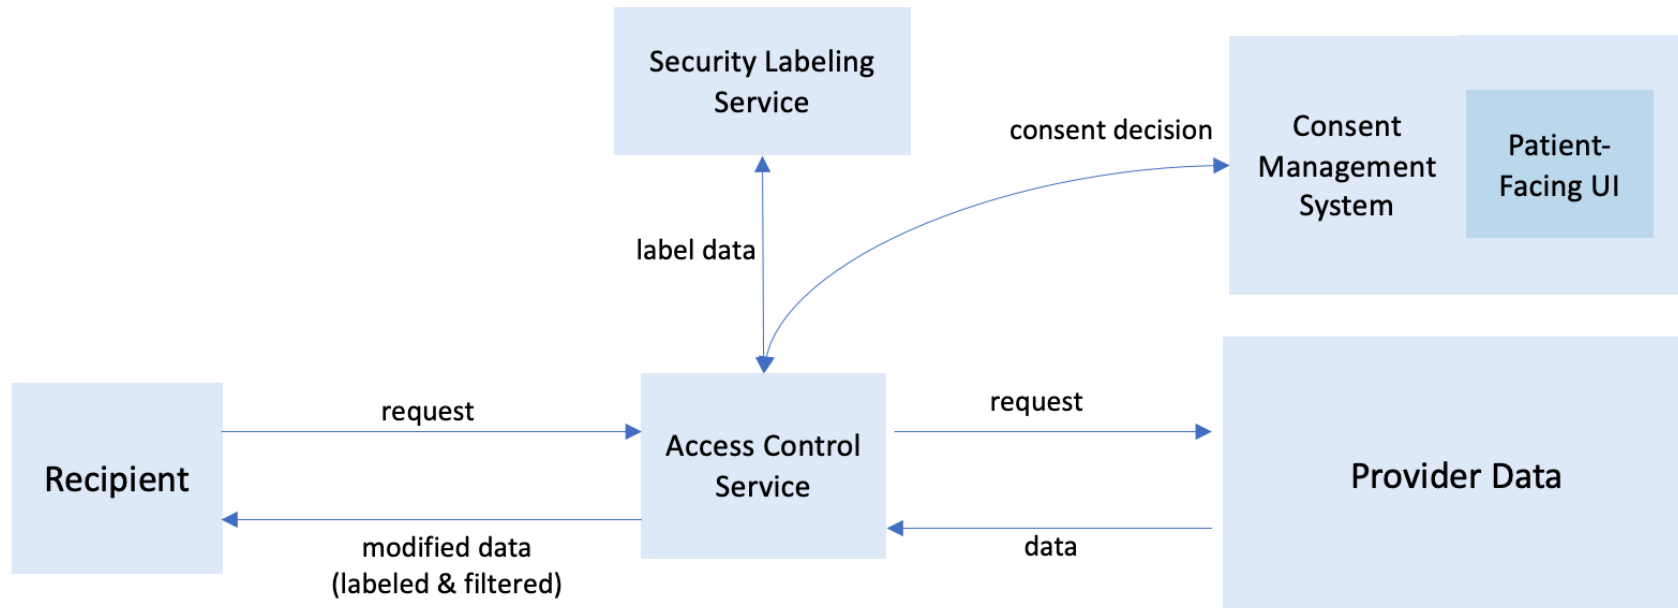 Security Labeling
Service
consent decision
Consent
Management
System
Patient-
Facing UI
label data
request
request
Recipient
Access Control
Service
Provider Data
modified data
(labeled & filtered)
data